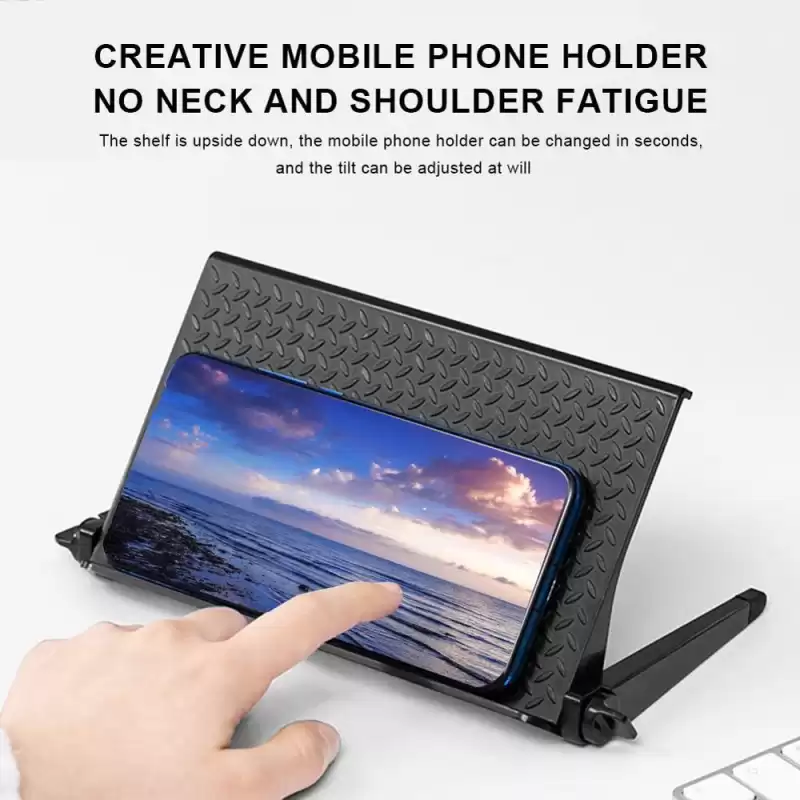 CREATIVE MOBILE PHONE HOLDER
NO NECK AND SHOULDER FATIGUE
The shelf is upside down, the mobile phone holder can be changed in seconds,
and the tilt can be adjusted at will